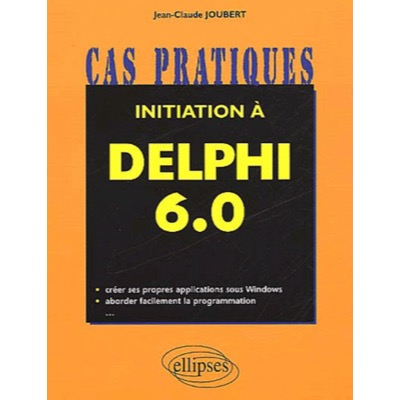 Jean-Claude JOUBERT
CAS PRATIQUES
INITIATION À
DELPHI
6.0
• créer ses propres applications sous Windows
• aborder facilement la programmation
...
ellipses